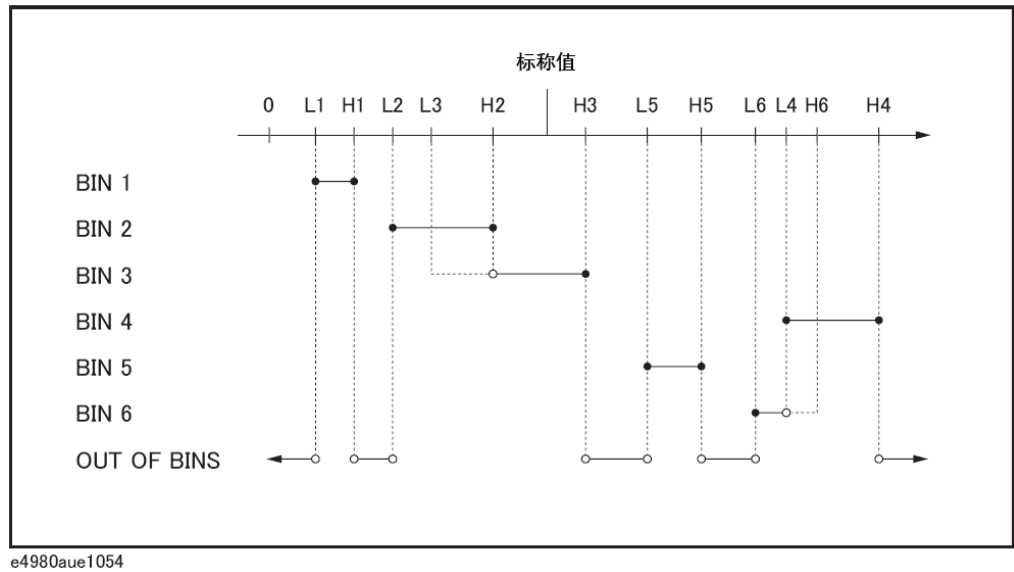 标称值
0 L1 H1 L2 L3 H2 H3 L5 H5 L6 L4 H6 H4
BIN 1
BIN 2
BIN 3
BIN 4
BIN 5
BIN 6
OUT OF BINS
e4980aue1054